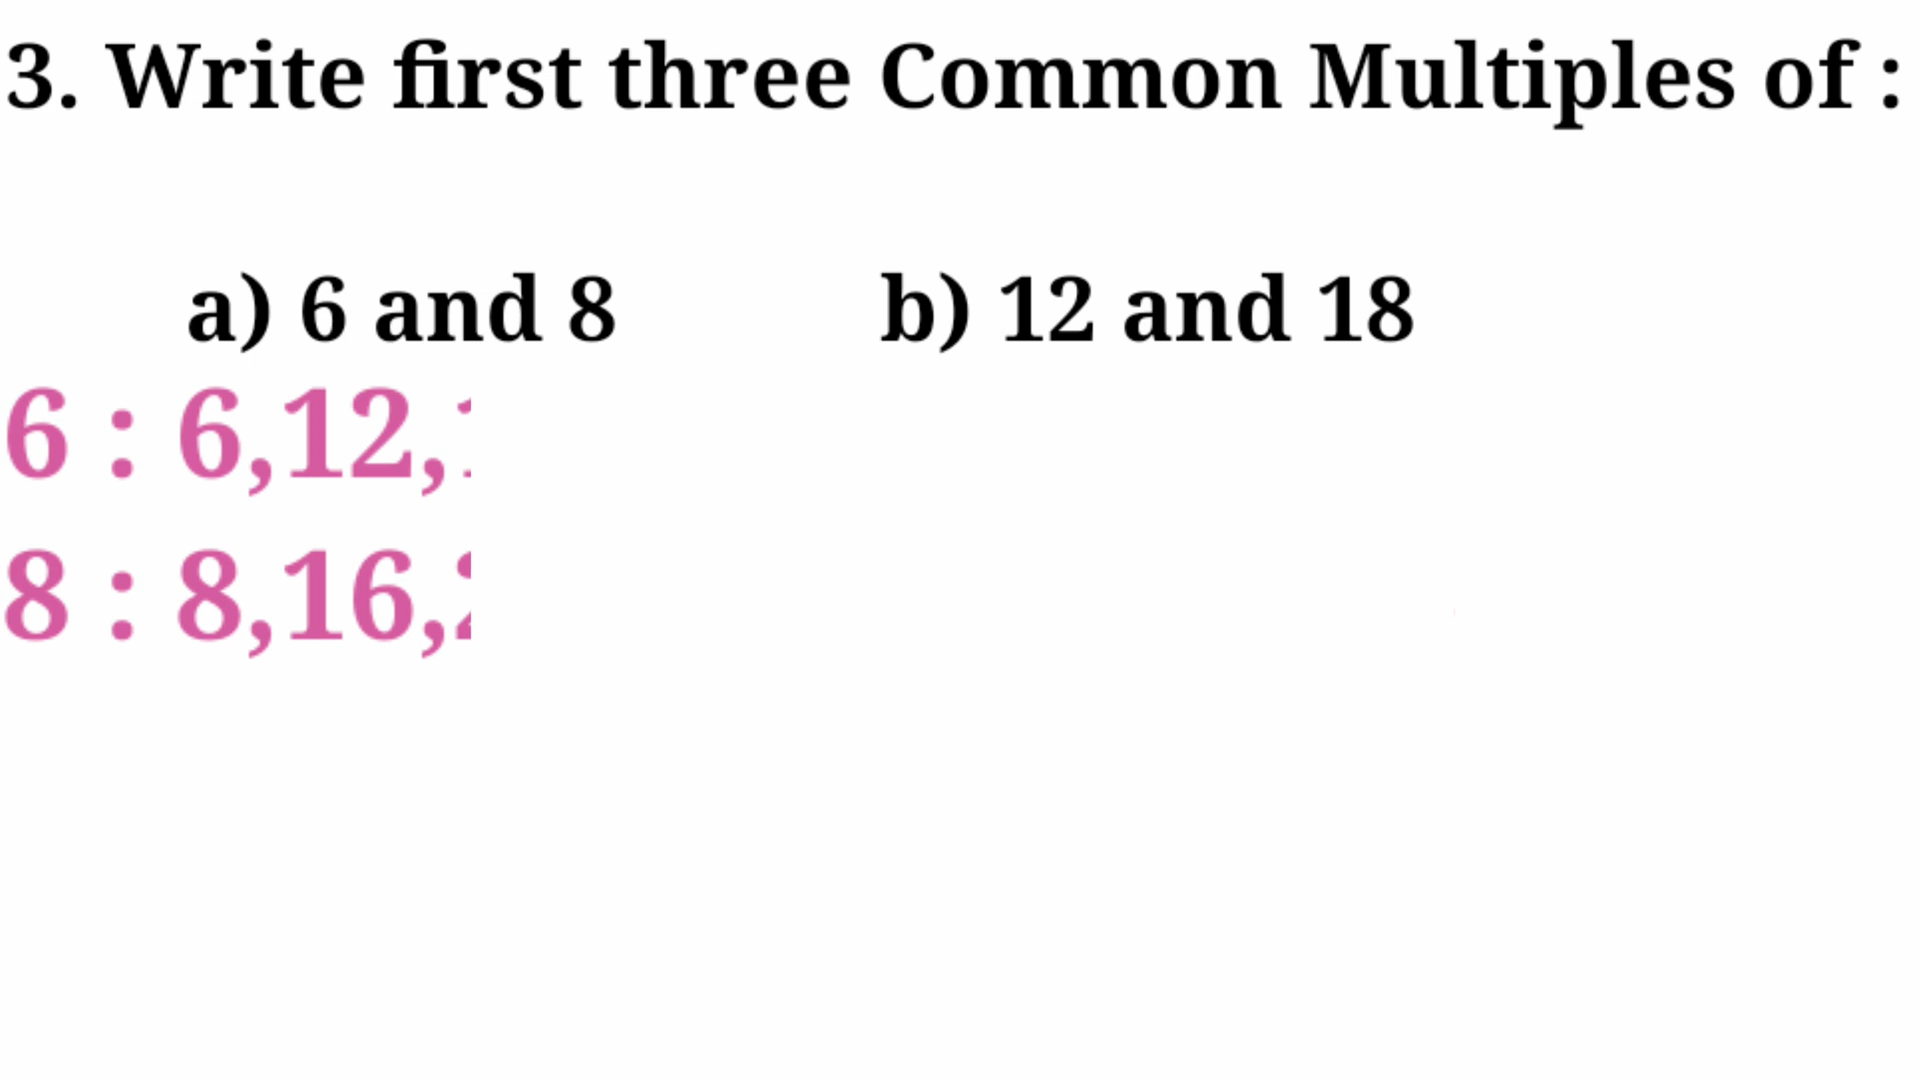 3. Write first three Common Multiples of :
a) 6 and 8 b) 12 and 18
6 : 6,12,
8 : 8,16,